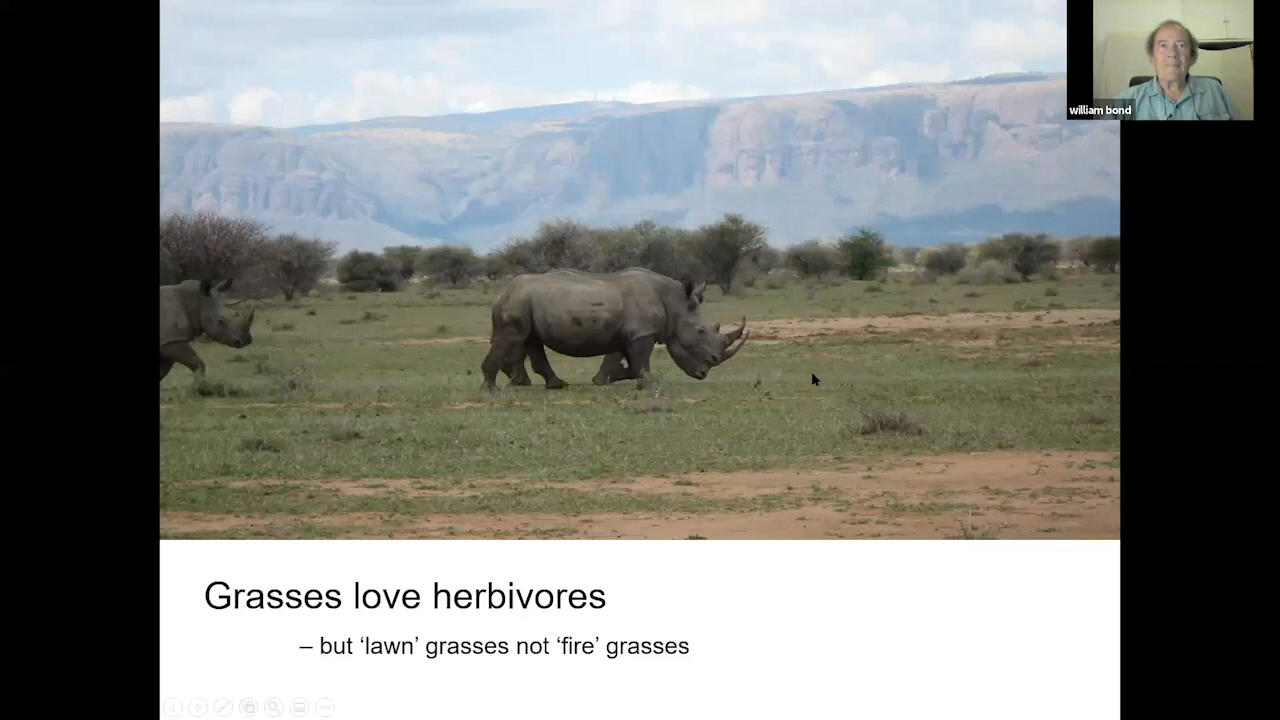 william bond
Grasses love herbivores
– but ‘lawn’ grasses not ‘fire’ grasses